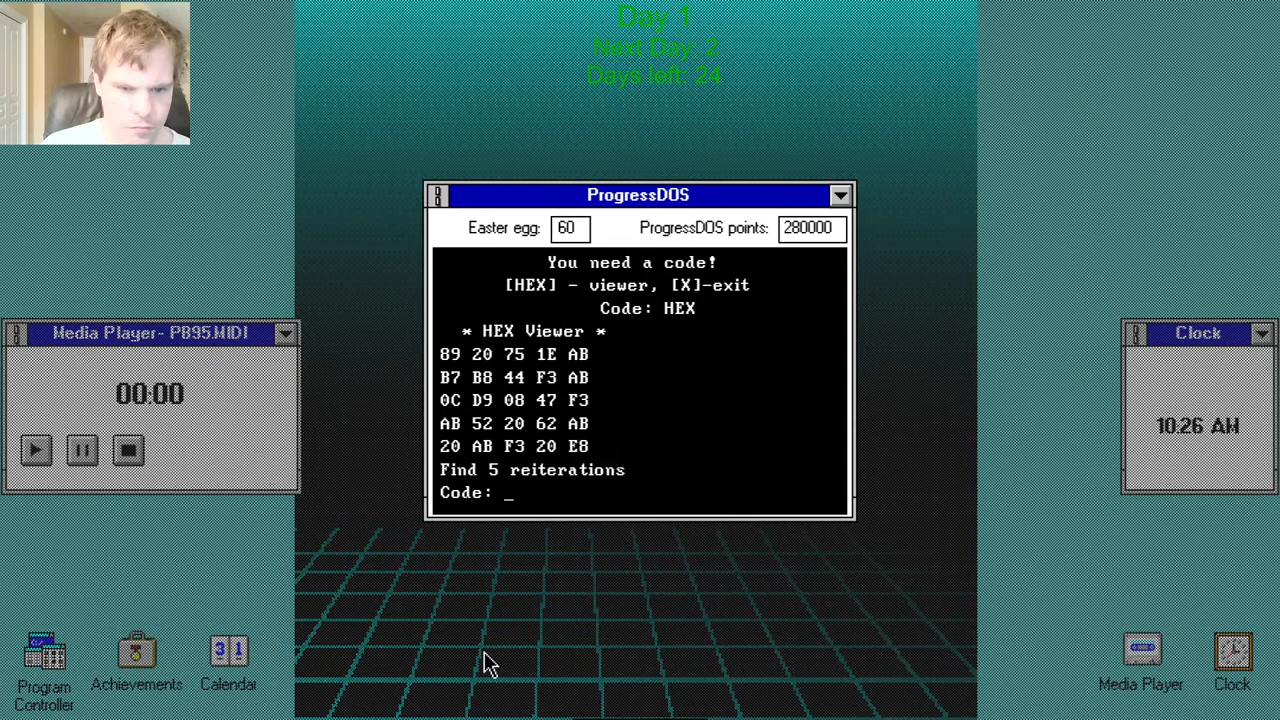 Day 1
Next Day: 2
Days left: 24
ProgressDOS
Easter egg: 60 ProgressDOS points: 280000
You need a code!
[HEX] - viewer, [X]-exit
Code: HEX
* HEX Viewer *
89 20 75 1E AB
B7 B8 44 F3 AB
0C D9 08 47 F3
AB 52 20 62 AB
20 AB F3 20 E8
Find 5 reiterations
Code: _
Media Player- PB95.MIDI
00:00
Clock
10:26 AM
Program
Controller
Achievements
31
Calendar
Media Player
Clock